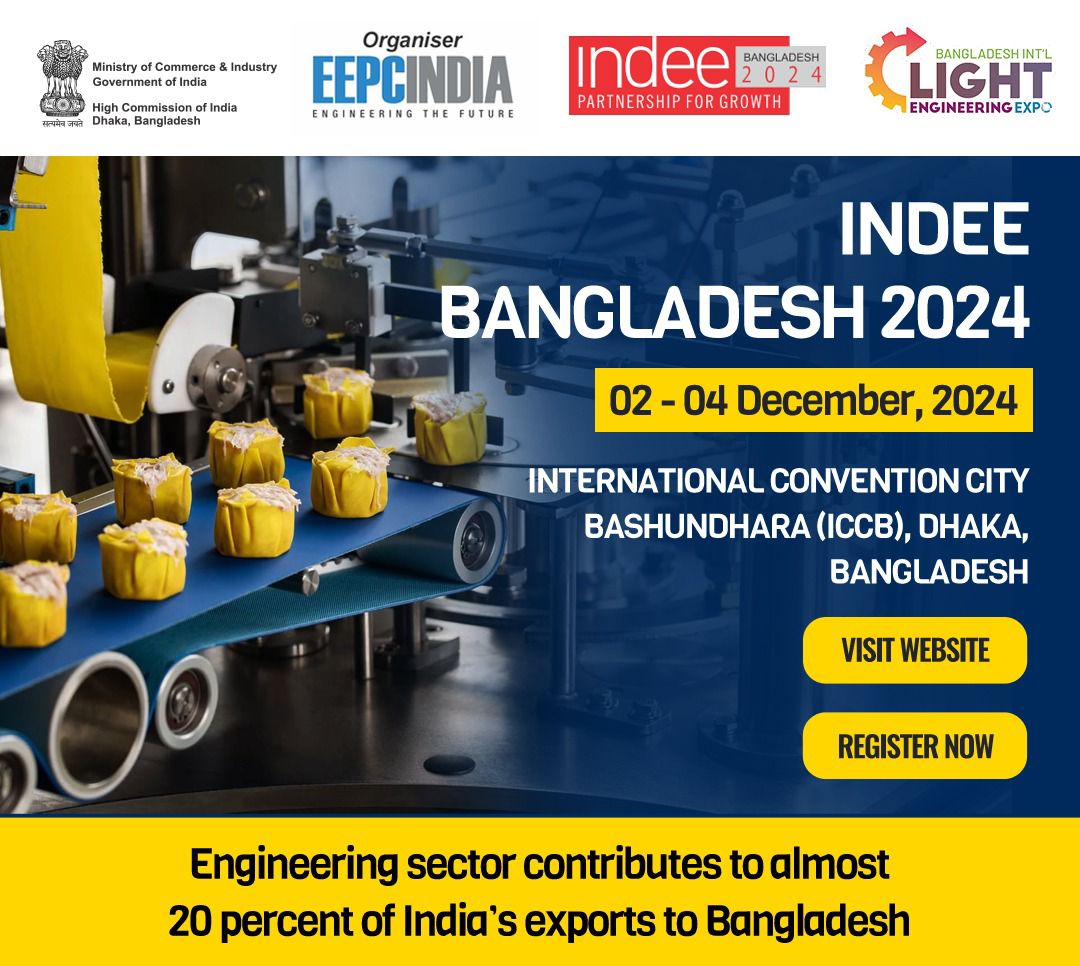 Ministry of Commerce & Industry
Government of India
High Commission of India
Dhaka, Bangladesh
सत्यमेव जयते
Organiser
EEPCINDIA
ENGINEERING THE FUTURE
indee
BANGLADESH
2024
PARTNERSHIP FOR GROWTH
BANGLADESH INT'L
LIGHT
ENGINEERING EXPO
INDEE
BANGLADESH 2024
02 - 04 December, 2024
INTERNATIONAL CONVENTION CITY
BASHUNDHARA (ICCB), DHAKA,
BANGLADESH
VISIT WEBSITE
REGISTER NOW
Engineering sector contributes to almost
20 percent of India's exports to Bangladesh